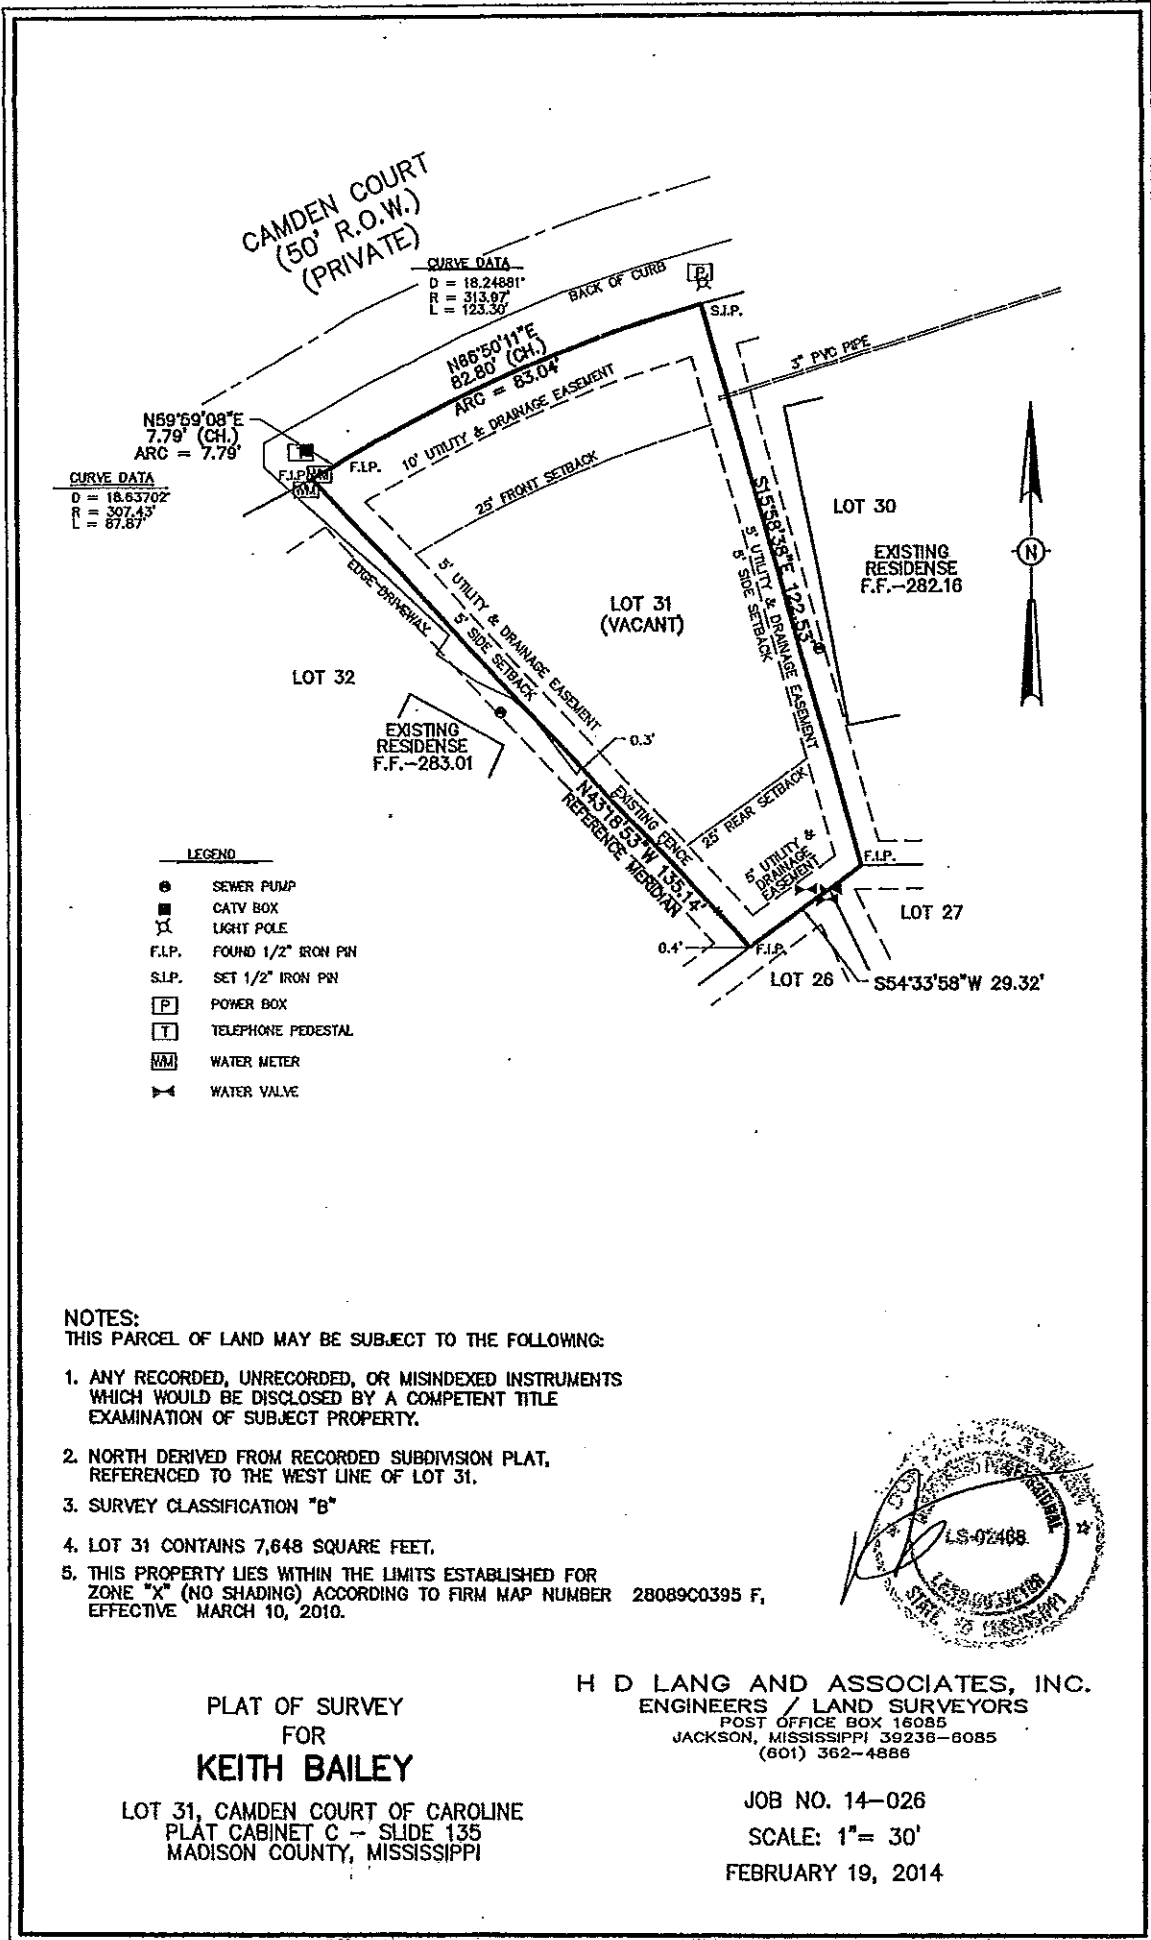 CAMDEN COURT
(50' R.O.W.)
(PRIVATE)
CURVE DATA
D = 18.24881°
R = 313.97'
L = 123.30'
BACK OF CURB
P
S.I.P.
3" PVC PIPE
N66°50'11"E
82.80' (CH.)
ARC = 83.04'
10' UTILITY & DRAINAGE EASEMENT
N59°59'08"E
7.79' (CH.)
ARC = 7.79'
T
F.I.P.
F.I.P.
WM
WM
CURVE DATA
D = 18.63702°
R = 307.43'
L = 87.87'
25' FRONT SETBACK
EDGE-DRIVEWAY
5' UTILITY & DRAINAGE EASEMENT
5' SIDE SETBACK
LOT 31
(VACANT)
S15°58'38"E 122.53'
5' UTILITY & DRAINAGE EASEMENT
5' SIDE SETBACK
LOT 30
EXISTING
RESIDENSE
F.F.-282.16
N
LOT 32
EXISTING
RESIDENSE
F.F.-283.01
0.3'
EXISTING FENCE
N43°18'53"W 135.14'
REFERENCE MERIDIAN
25' REAR SETBACK
5' UTILITY &
DRAINAGE
EASEMENT
F.I.P.
LOT 27
0.4'
F.I.P.
LOT 26
S54°33'58"W 29.32'
LEGEND
SEWER PUMP
CATV BOX
LIGHT POLE
F.I.P. FOUND 1/2" IRON PIN
S.I.P. SET 1/2" IRON PIN
P POWER BOX
T TELEPHONE PEDESTAL
WM WATER METER
WATER VALVE
NOTES:
THIS PARCEL OF LAND MAY BE SUBJECT TO THE FOLLOWING:
1. ANY RECORDED, UNRECORDED, OR MISINDEXED INSTRUMENTS
WHICH WOULD BE DISCLOSED BY A COMPETENT TITLE
EXAMINATION OF SUBJECT PROPERTY.
2. NORTH DERIVED FROM RECORDED SUBDIVISION PLAT,
REFERENCED TO THE WEST LINE OF LOT 31.
3. SURVEY CLASSIFICATION "B"
4. LOT 31 CONTAINS 7,648 SQUARE FEET.
5. THIS PROPERTY LIES WITHIN THE LIMITS ESTABLISHED FOR
ZONE "X" (NO SHADING) ACCORDING TO FIRM MAP NUMBER 28089C0395 F,
EFFECTIVE MARCH 10, 2010.
LS-02468
STATE OF MISSISSIPPI
PLAT OF SURVEY
FOR
KEITH BAILEY
LOT 31, CAMDEN COURT OF CAROLINE
PLAT CABINET C - SLIDE 135
MADISON COUNTY, MISSISSIPPI
H D LANG AND ASSOCIATES, INC.
ENGINEERS / LAND SURVEYORS
POST OFFICE BOX 16085
JACKSON, MISSISSIPPI 39236-6085
(601) 362-4886
JOB NO. 14-026
SCALE: 1"= 30'
FEBRUARY 19, 2014